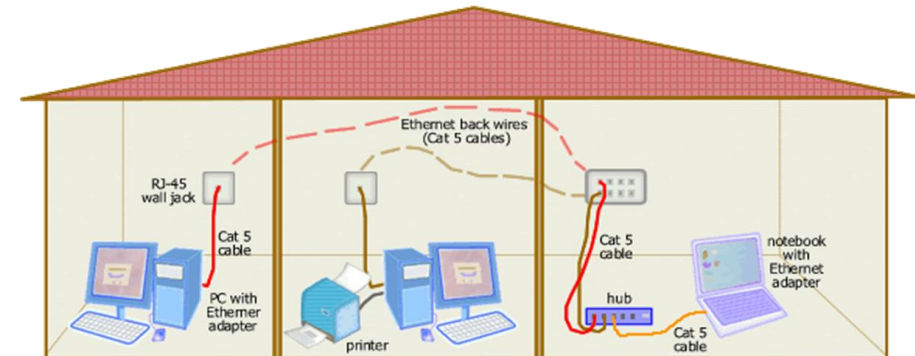 Ethernet back wires
(Cat 5 cables)
RJ-45
wall jack
Cat 5
cable
PC with
Etherner
adapter
printer
Cat 5
cable
hub
Cat 5
cable
notebook
with
Ethernet
adapter